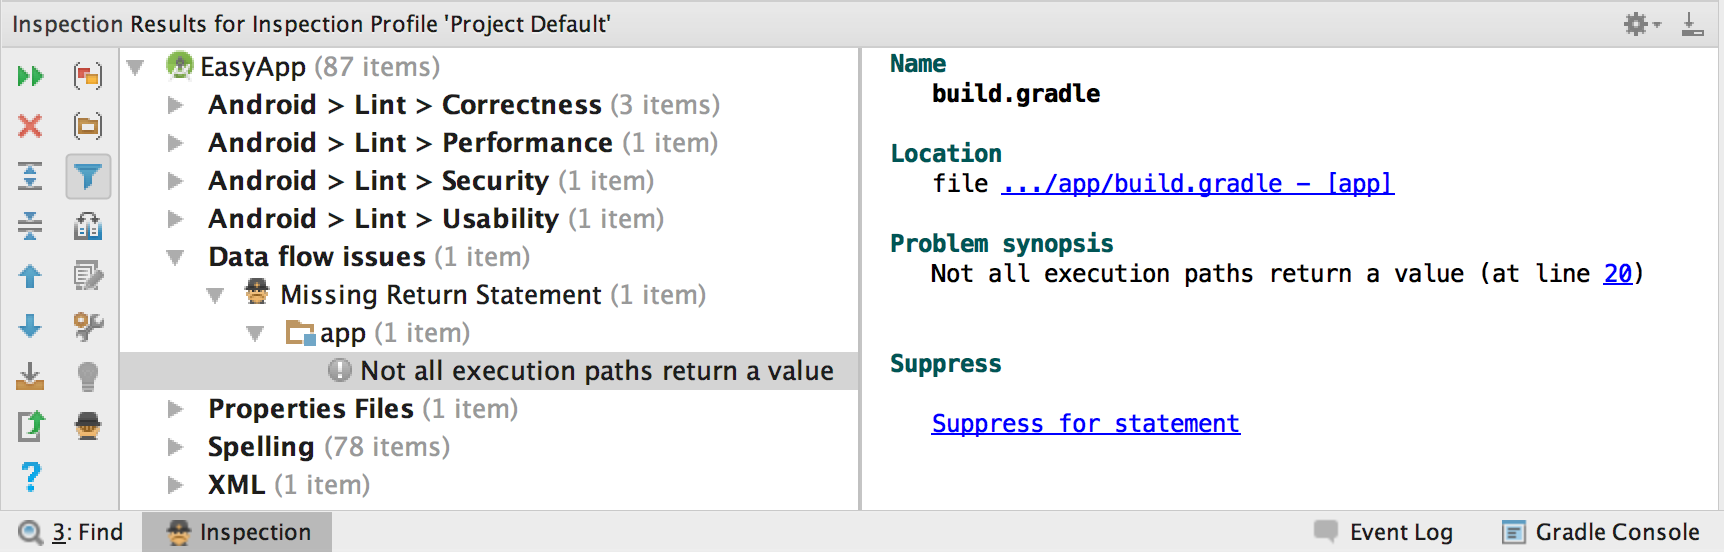 Inspection Results for Inspection Profile 'Project Default'
EasyApp (87 items)
Android > Lint > Correctness (3 items)
Android > Lint > Performance (1 item)
Android > Lint > Security (1 item)
Android > Lint > Usability (1 item)
Data flow issues (1 item)
Missing Return Statement (1 item)
app (1 item)
Not all execution paths return a value
Properties Files (1 item)
Spelling (78 items)
XML (1 item)
Name
build.gradle
Location
file .../app/build.gradle - [app]
Problem synopsis
Not all execution paths return a value (at line 20)
Suppress
Suppress for statement
3: Find
Inspection
Event Log
Gradle Console